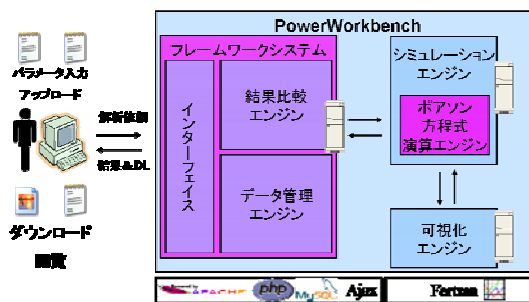 PowerWorkbench
フレームワークシステム
インターフェイス
結果比較
エンジン
データ管理
エンジン
シミュレーション
エンジン
ポアソン
方程式
演算エンジン
可視化
エンジン
パラメータ入力
アップロード
解析依頼
結果&DL
ダウンロード
閲覧
APACHE
php
MySQL
Ajax
Fortran